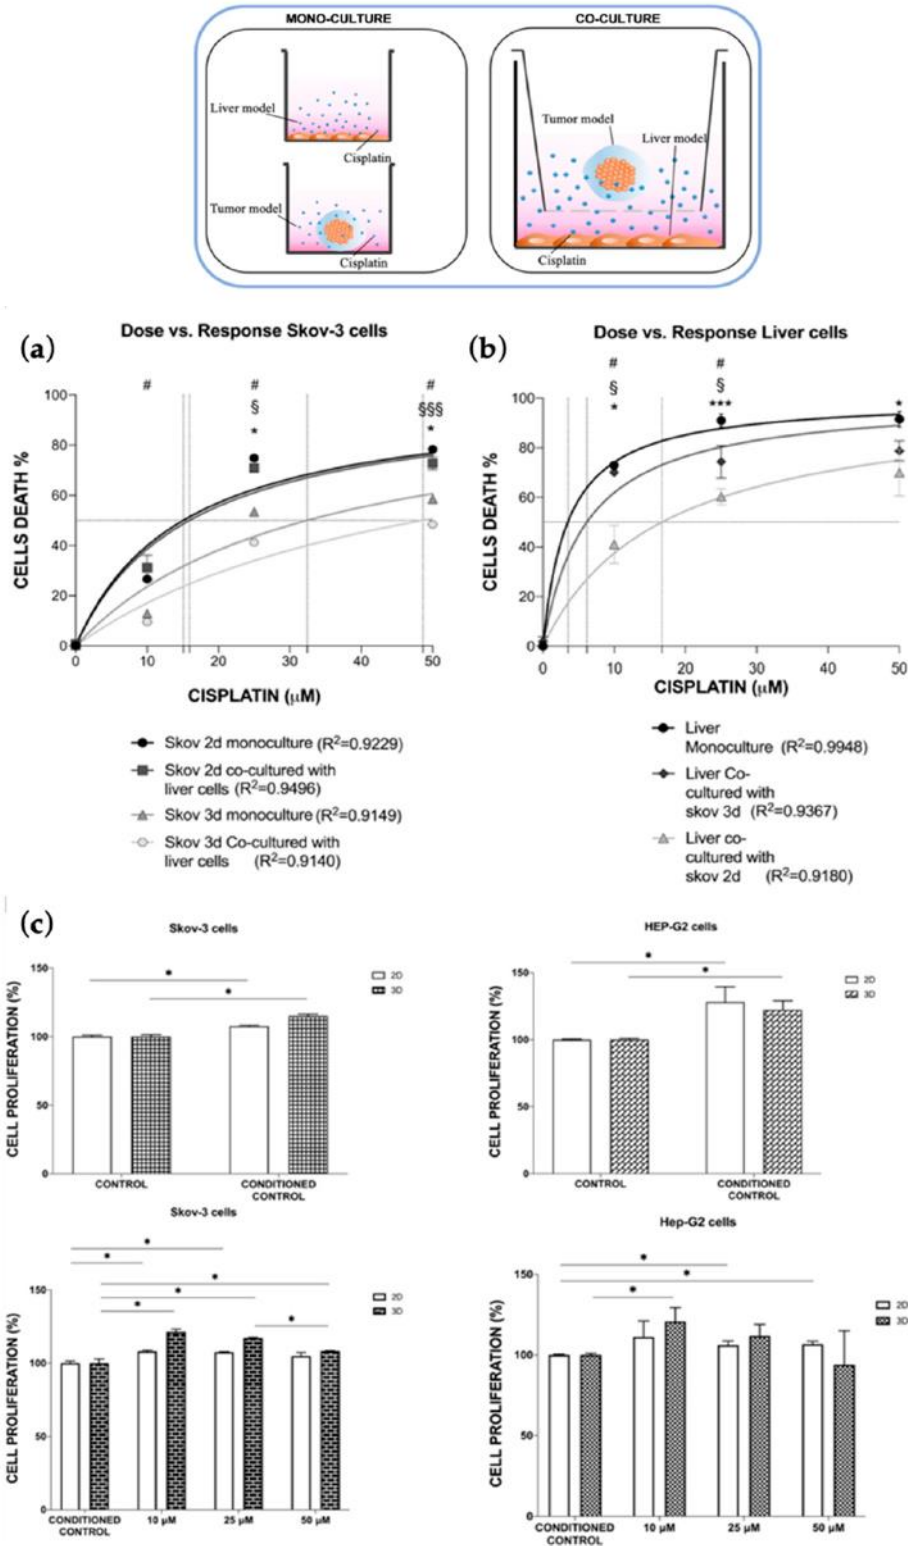 MONO-CULTURE
CO-CULTURE
Liver model
Cisplatin
Tumor model
Cisplatin
Tumor model
Liver model
Cisplatin
(a)
Dose vs. Response Skov-3 cells
# # #
§ §§§
* *
100
80
60
40
20
0
CELLS DEATH %
0 10 20 30 40 50
CISPLATIN (μM)
Skov 2d monoculture (R²=0.9229)
Skov 2d co-cultured with
liver cells (R²=0.9496)
Skov 3d monoculture (R²=0.9149)
Skov 3d Co-cultured with
liver cells (R²=0.9140)
(b)
Dose vs. Response Liver cells
# #
§ §
* *** *
100
80
60
40
20
0
CELLS DEATH %
0 10 20 30 40 50
CISPLATIN (μM)
Liver
Monoculture (R²=0.9948)
Liver Co-
cultured with
skov 3d (R²=0.9367)
Liver co-
cultured with
skov 2d (R²=0.9180)
(c)
Skov-3 cells
* *
150
100
50
0
CELL PROLIFERATION (%)
2D
3D
CONTROL
CONDITIONED
CONTROL
HEP-G2 cells
* *
150
100
50
0
CELL PROLIFERATION (%)
2D
3D
CONTROL
CONDITIONED
CONTROL
Skov-3 cells
*
*
*
*
*
*
150
100
50
0
CELL PROLIFERATION (%)
2D
3D
CONDITIONED
CONTROL
10 μM
25 μM
50 μM
Hep-G2 cells
*
*
*
150
100
50
0
CELL PROLIFERATION (%)
2D
3D
CONDITIONED
CONTROL
10 μM
25 μM
50 μM